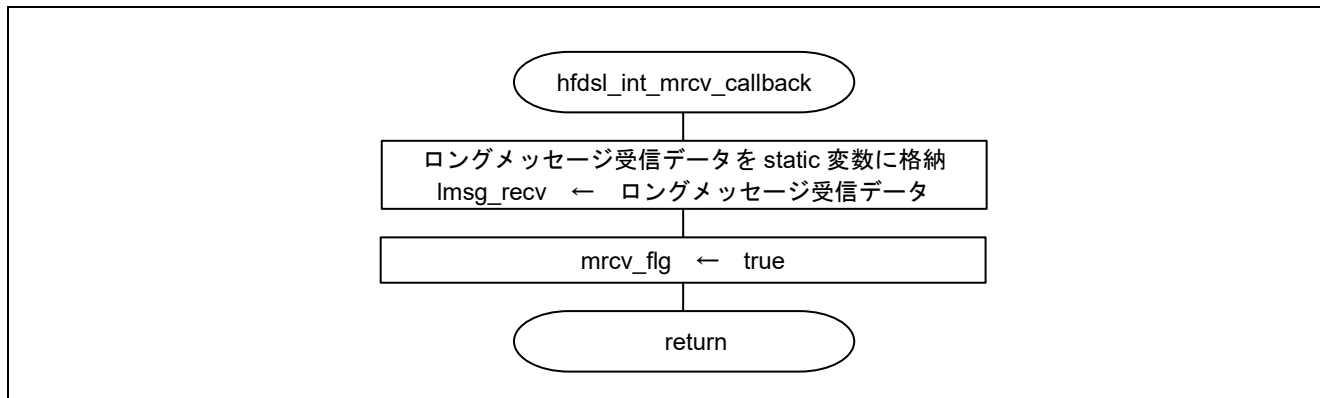 hfdsl_int_mrcv_callback
ロングメッセージ受信データを static 変数に格納
lmsg_recv ← ロングメッセージ受信データ
mrcv_flg ← true
return